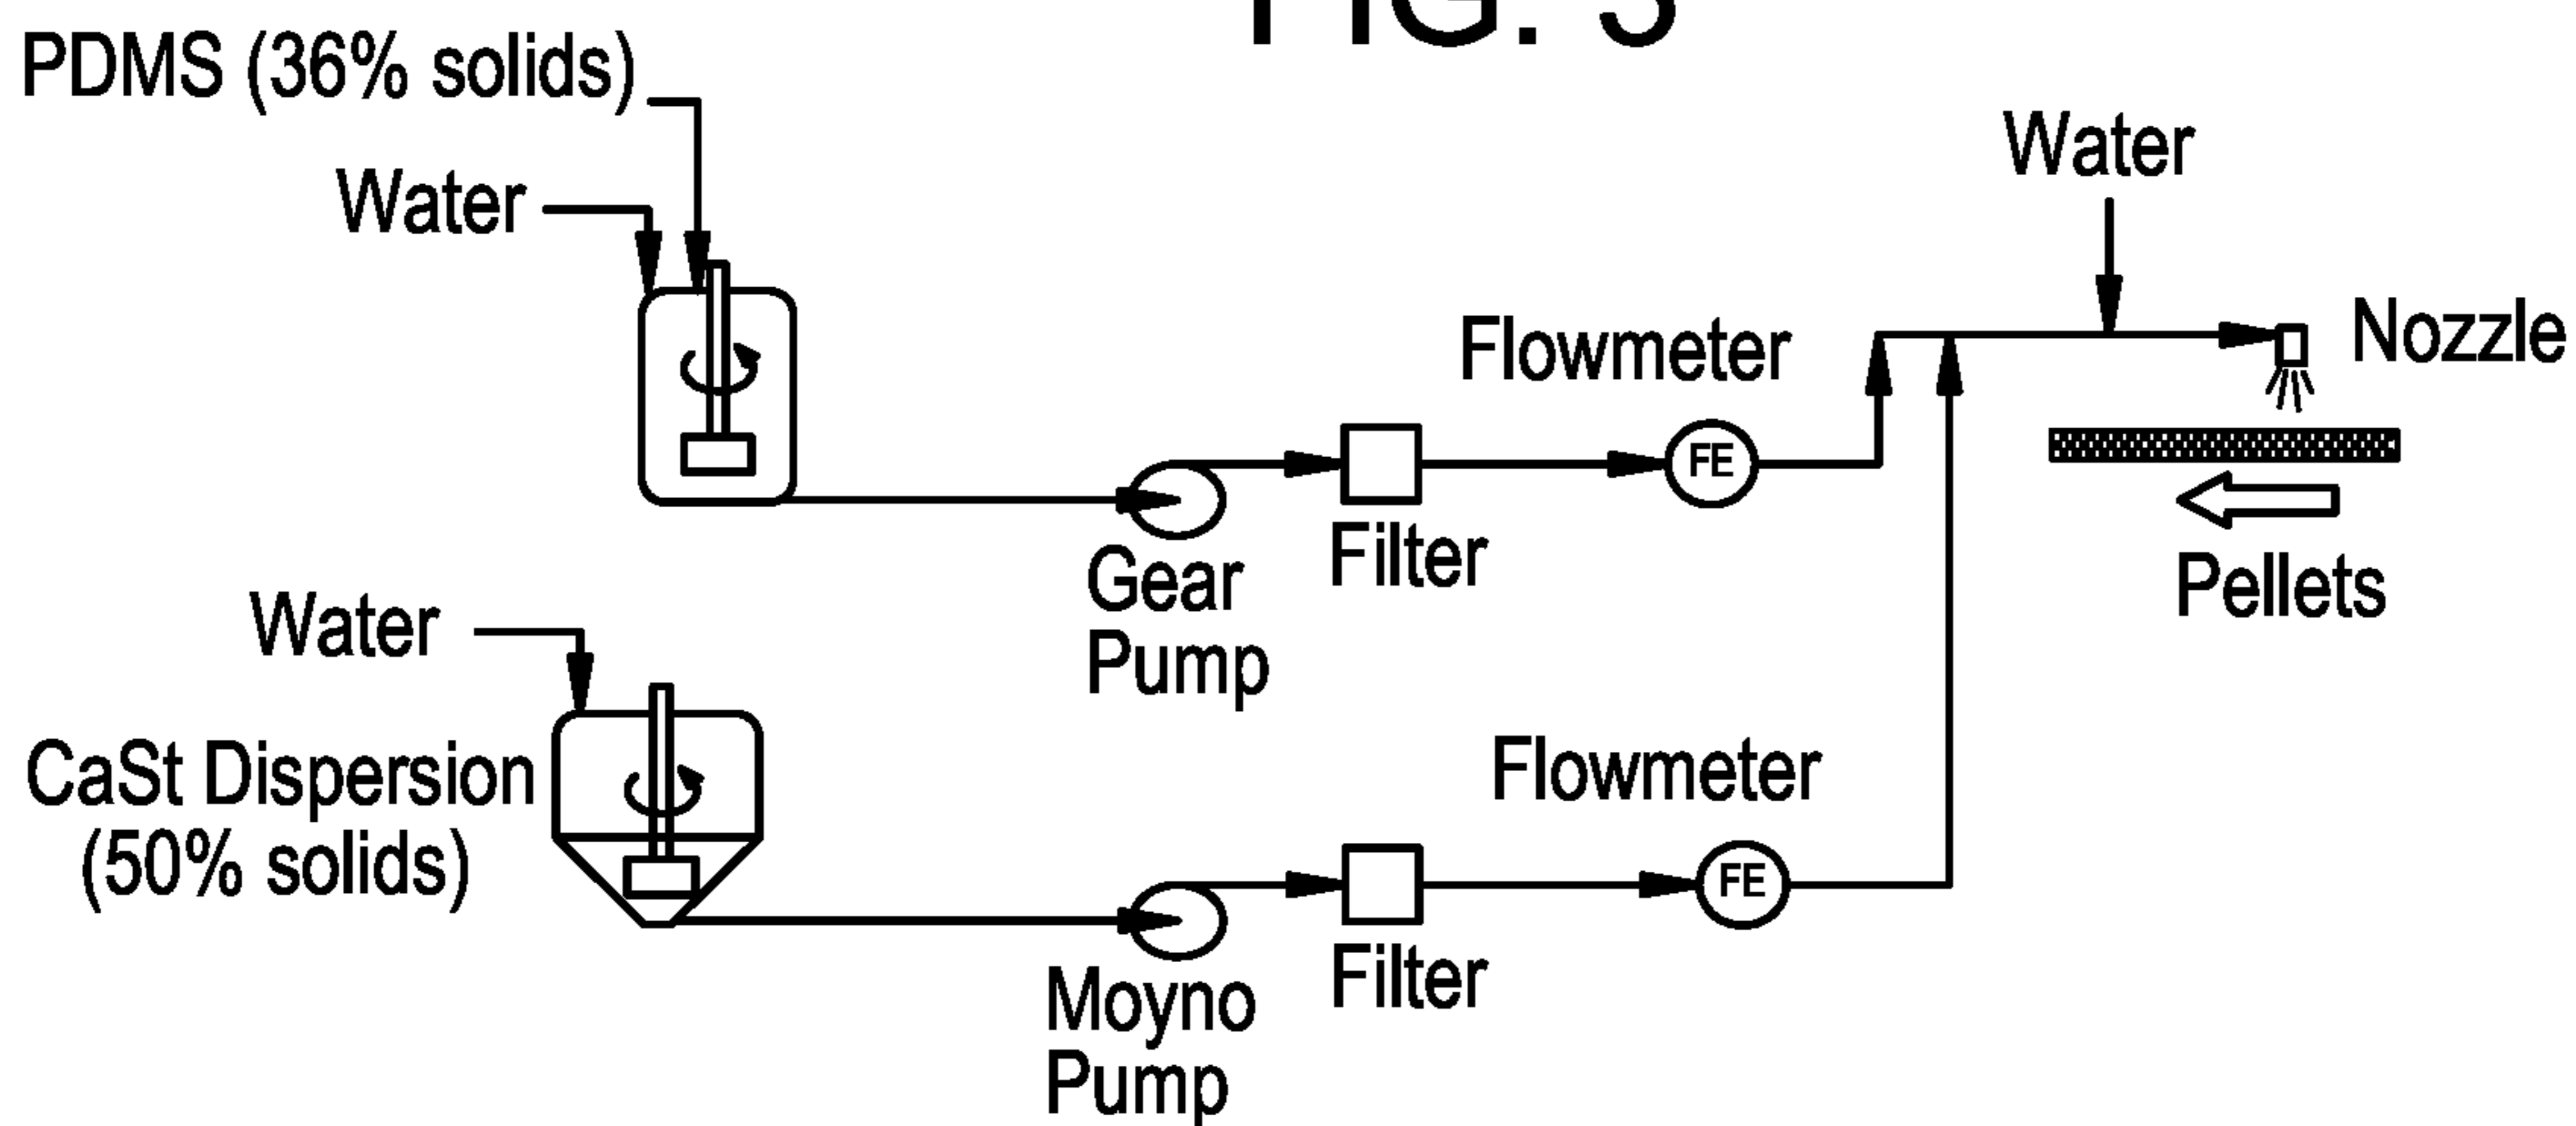 FIG.
PDMS (36% solids)
Water
Water
Nozzle
Flowmeter
FE
Filter
Gear
Pump
Pellets
Water
CaSt Dispersion
(50% solids)
Flowmeter
FE
Filter
Moyno
Pump